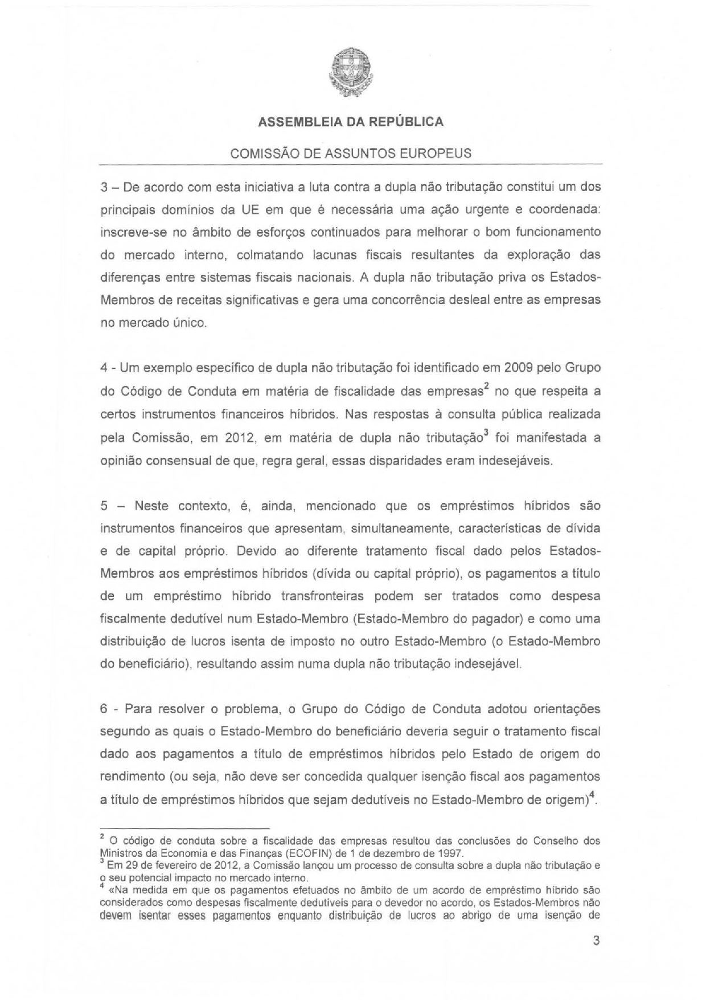 ASSEMBLEIA DA REPÚBLICA
COMISSÃO DE ASSUNTOS EUROPEUS
3 – De acordo com esta iniciativa a luta contra a dupla não tributação constitui um dos
principais domínios da UE em que é necessária uma ação urgente e coordenada:
inscreve-se no âmbito de esforços continuados para melhorar o bom funcionamento
do mercado interno, colmatando lacunas fiscais resultantes da exploração das
diferenças entre sistemas fiscais nacionais. A dupla não tributação priva os Estados-
Membros de receitas significativas e gera uma concorrência desleal entre as empresas
no mercado único.
4 - Um exemplo específico de dupla não tributação foi identificado em 2009 pelo Grupo
do Código de Conduta em matéria de fiscalidade das empresas² no que respeita a
certos instrumentos financeiros híbridos. Nas respostas à consulta pública realizada
pela Comissão, em 2012, em matéria de dupla não tributação³ foi manifestada a
opinião consensual de que, regra geral, essas disparidades eram indesejáveis.
5 – Neste contexto, é, ainda, mencionado que os empréstimos híbridos são
instrumentos financeiros que apresentam, simultaneamente, características de dívida
e de capital próprio. Devido ao diferente tratamento fiscal dado pelos Estados-
Membros aos empréstimos híbridos (dívida ou capital próprio), os pagamentos a título
de um empréstimo híbrido transfronteiras podem ser tratados como despesa
fiscalmente dedutível num Estado-Membro (Estado-Membro do pagador) e como uma
distribuição de lucros isenta de imposto no outro Estado-Membro (o Estado-Membro
do beneficiário), resultando assim numa dupla não tributação indesejável.
6 - Para resolver o problema, o Grupo do Código de Conduta adotou orientações
segundo as quais o Estado-Membro do beneficiário deveria seguir o tratamento fiscal
dado aos pagamentos a título de empréstimos híbridos pelo Estado de origem do
rendimento (ou seja, não deve ser concedida qualquer isenção fiscal aos pagamentos
a título de empréstimos híbridos que sejam dedutíveis no Estado-Membro de origem)⁴.
² O código de conduta sobre a fiscalidade das empresas resultou das conclusões do Conselho dos
Ministros da Economia e das Finanças (ECOFIN) de 1 de dezembro de 1997.
³ Em 29 de fevereiro de 2012, a Comissão lançou um processo de consulta sobre a dupla não tributação e
o seu potencial impacto no mercado interno.
⁴ «Na medida em que os pagamentos efetuados no âmbito de um acordo de empréstimo híbrido são
considerados como despesas fiscalmente dedutíveis para o devedor no acordo, os Estados-Membros não
devem isentar esses pagamentos enquanto distribuição de lucros ao abrigo de uma isenção de
3